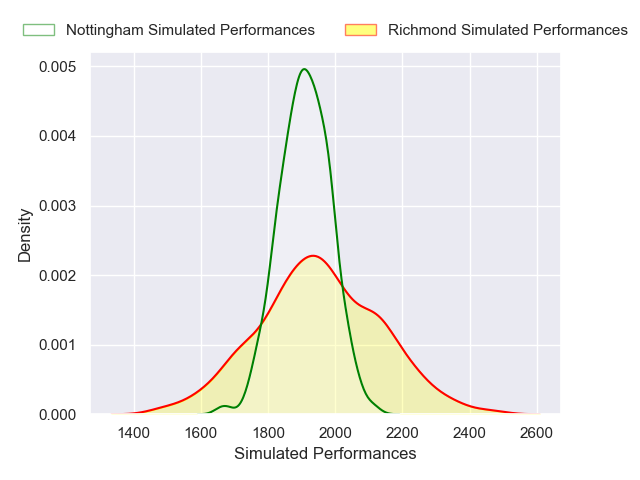 Nottingham Simulated Performances
Richmond Simulated Performances
0.005
0.004
0.003
0.002
0.001
0.000
Density
1400 1600 1800 2000 2200 2400 2600
Simulated Performances